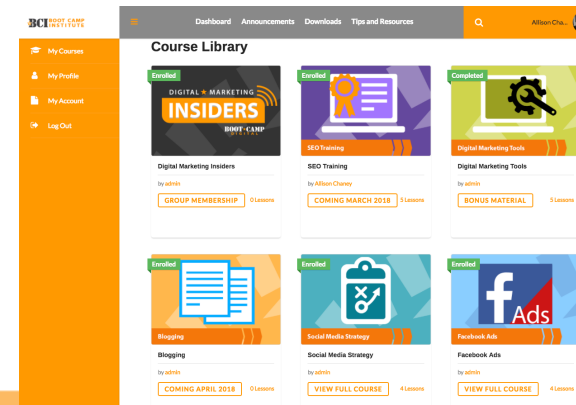 BCI BOOT CAMP
INSTITUTE
Dashboard Announcements Downloads Tips and Resources
Allison Cha...
My Courses
My Profile
My Account
Log Out
Course Library
Enrolled
DIGITAL ★ MARKETING
INSIDERS
BOOT CAMP
DIGITAL
Digital Marketing Insiders
by admin
GROUP MEMBERSHIP 0 Lessons
Enrolled
SEO Training
SEO Training
by Allison Chaney
COMING MARCH 2018 5 Lessons
Completed
Digital Marketing Tools
Digital Marketing Tools
by admin
BONUS MATERIAL 5 Lessons
Enrolled
Blogging
Blogging
by admin
COMING APRIL 2018 0 Lessons
Enrolled
Social Media Strategy
Social Media Strategy
by admin
VIEW FULL COURSE 4 Lessons
Enrolled
f Ads
Facebook Ads
Facebook Ads
by admin
VIEW FULL COURSE 4 Lessons